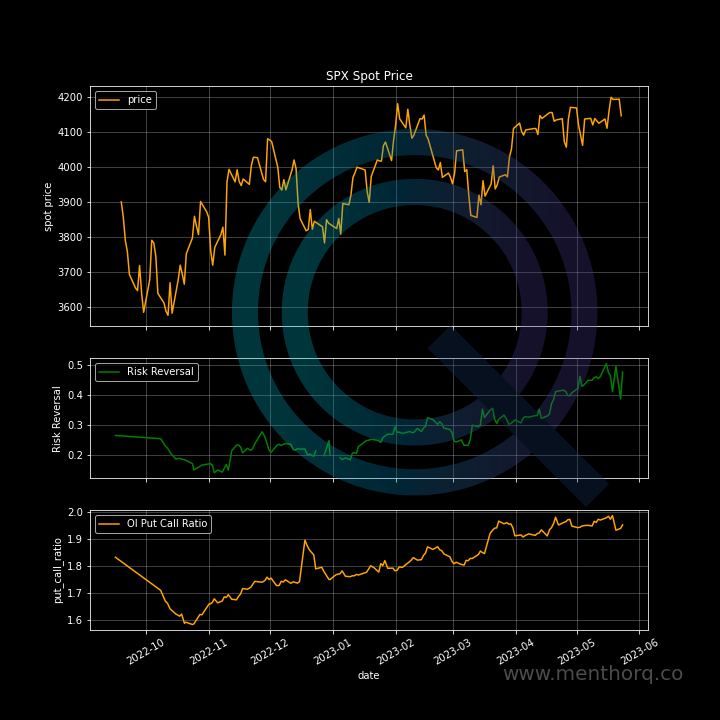 SPX Spot Price
price
4200
4100
4000
3900
3800
3700
3600
spot price
Risk Reversal
0.5
0.4
0.3
0.2
Risk Reversal
OI Put Call Ratio
2.0
1.9
1.8
1.7
1.6
put_call_ratio
2022-10
2022-11
2022-12
2023-01
2023-02
2023-03
2023-04
2023-05
2023-06
date
www.menthorq.co